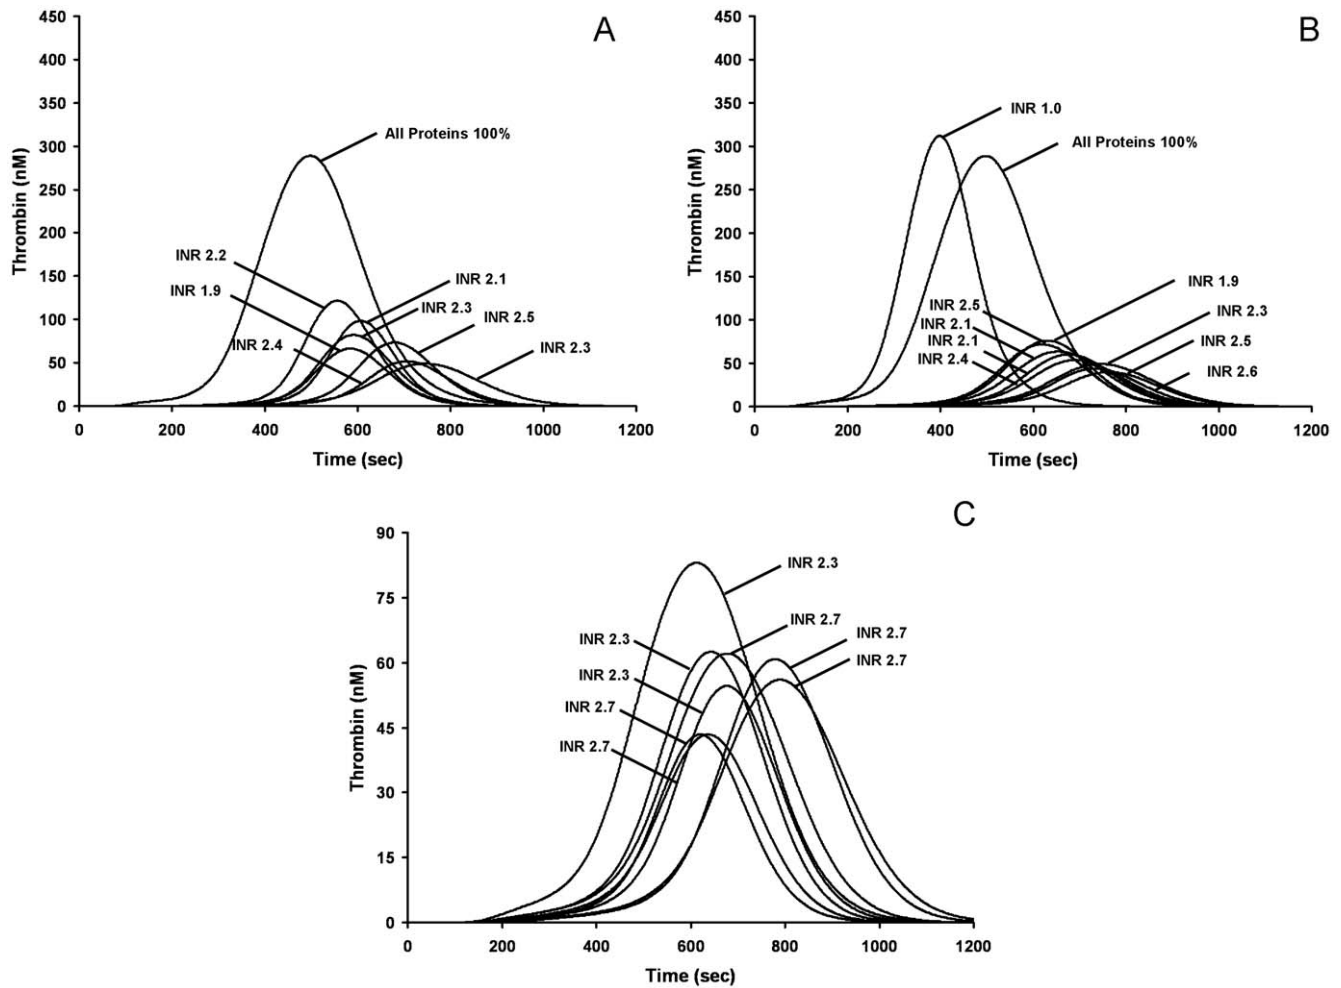 A
450
400
350
300
250
200
150
100
50
0
Thrombin (nM)
All Proteins 100%
INR 2.2
INR 1.9
INR 2.4
INR 2.1
INR 2.3
INR 2.5
INR 2.3
0 200 400 600 800 1000 1200
Time (sec)
B
450
400
350
300
250
200
150
100
50
0
Thrombin (nM)
INR 1.0
All Proteins 100%
INR 1.9
INR 2.5
INR 2.3
INR 2.1
INR 2.1
INR 2.5
INR 2.4
INR 2.6
0 200 400 600 800 1000 1200
Time (sec)
C
90
75
60
45
30
15
0
Thrombin (nM)
INR 2.3
INR 2.7
INR 2.3
INR 2.7
INR 2.7
INR 2.3
INR 2.7
INR 2.7
0 200 400 600 800 1000 1200
Time (sec)